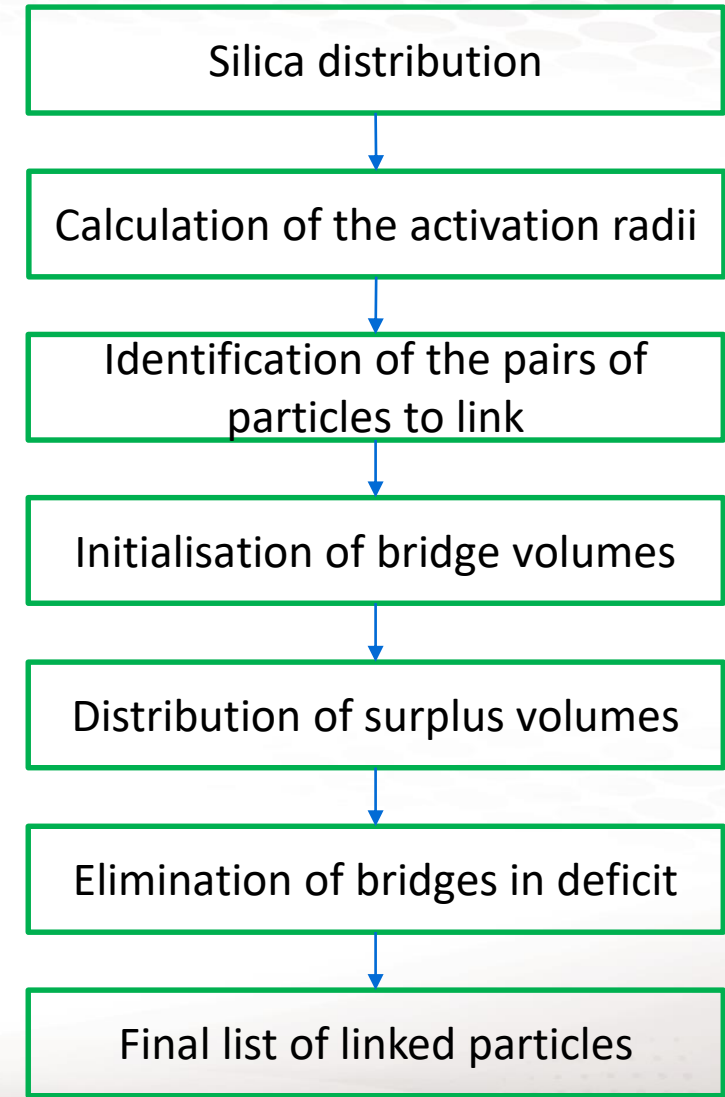 Silica distribution
Calculation of the activation radii
Identification of the pairs of
particles to link
Initialisation of bridge volumes
Distribution of surplus volumes
Elimination of bridges in deficit
Final list of linked particles